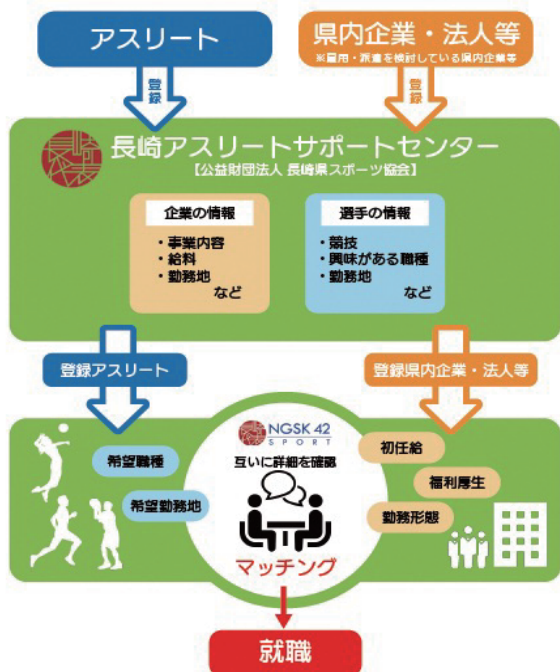 アスリート
県内企業・法人等
※雇用・派遣を検討している県内企業等
登録
登録
長崎アスリートサポートセンター
【公益財団法人 長崎県スポーツ協会】
企業の情報
・事業内容
・給料
・勤務地
など
選手の情報
・競技
・興味がある職種
・勤務地
など
登録アスリート
登録県内企業・法人等
NGSK 42
SPORT
互いに詳細を確認
希望職種
希望勤務地
初任給
福利厚生
勤務形態
マッチング
就職